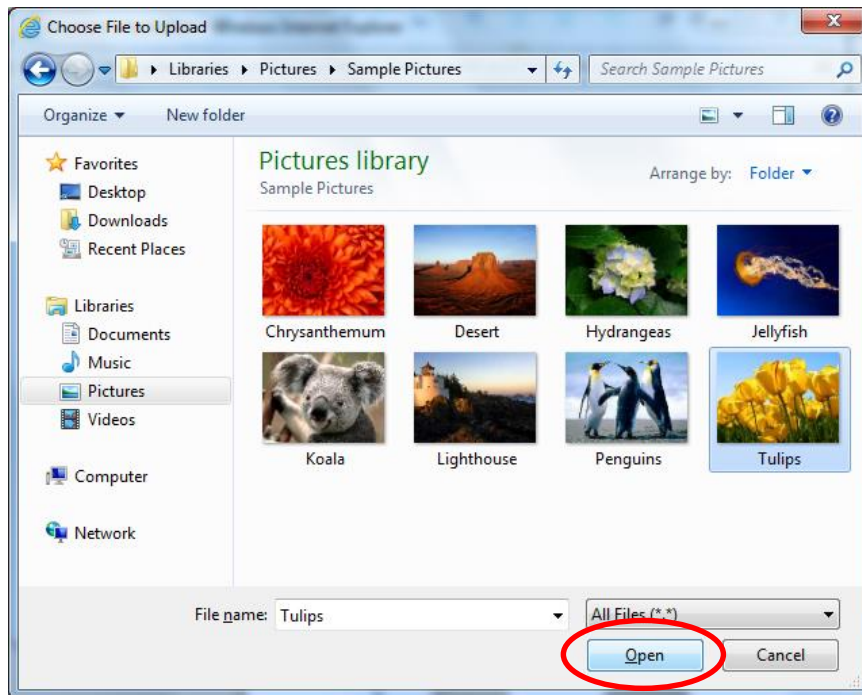 Choose File to Upload
Libraries Pictures Sample Pictures
Search Sample Pictures
Organize New folder
Favorites
Desktop
Downloads
Recent Places
Libraries
Documents
Music
Pictures
Videos
Computer
Network
Pictures library
Sample Pictures
Arrange by: Folder
Chrysanthemum Desert Hydrangeas Jellyfish
Koala Lighthouse Penguins Tulips
File name: Tulips All Files (*.*)
Open Cancel